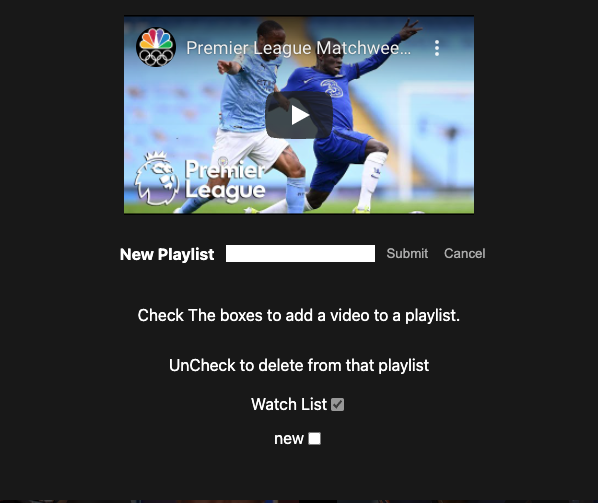 Premier League Matchwee...
3
Premier
League
New Playlist Submit Cancel
Check The boxes to add a video to a playlist.
UnCheck to delete from that playlist
Watch List
new